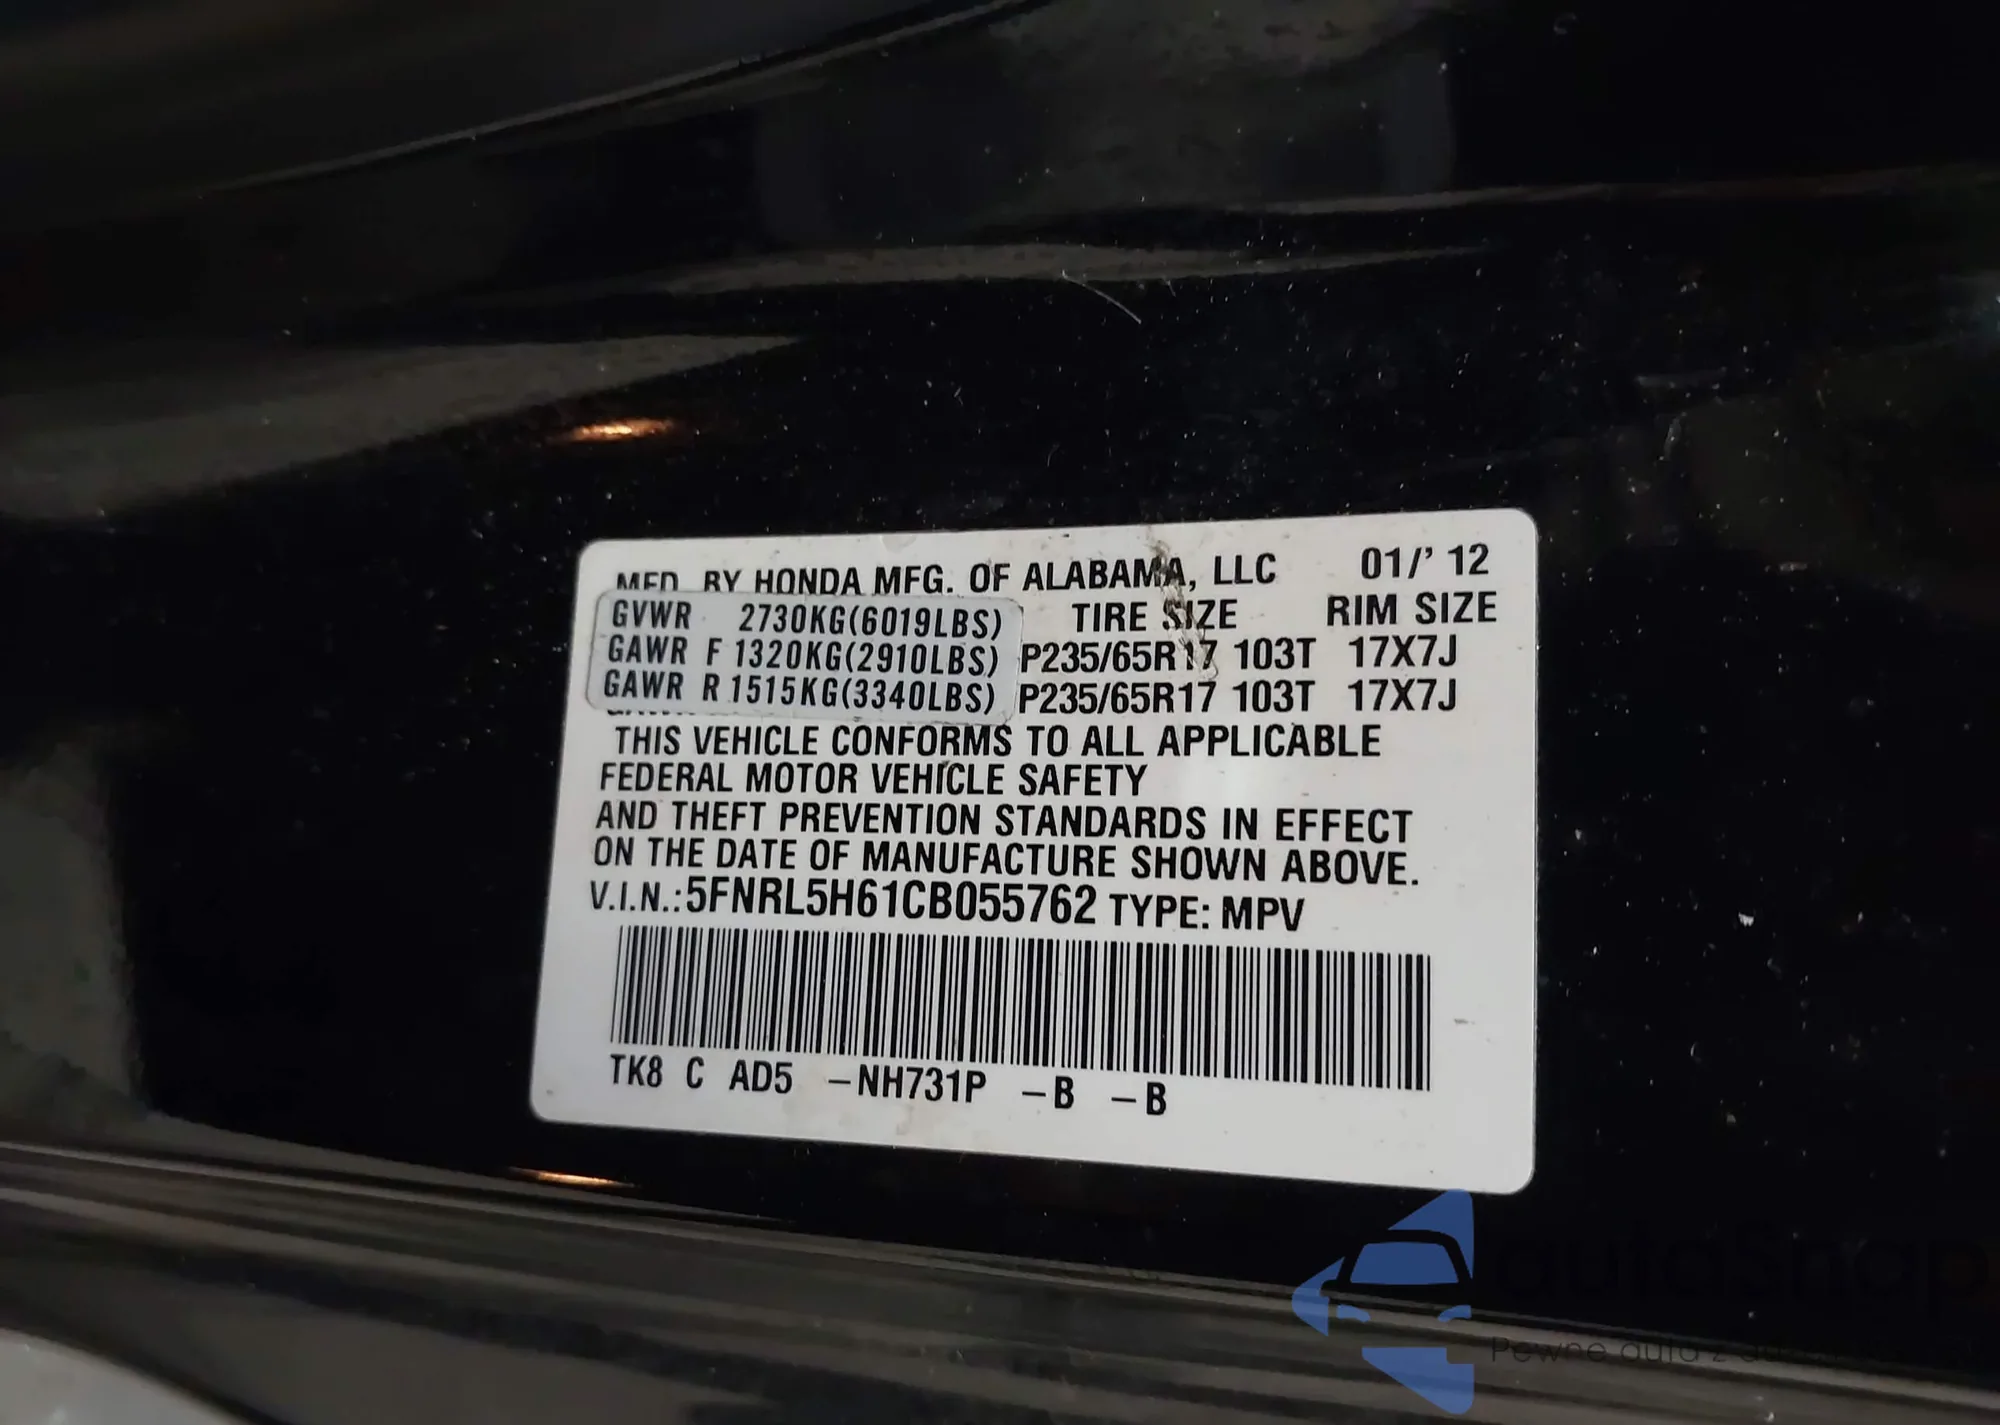 MFD. BY HONDA MFG. OF ALABAMA, LLC 01/' 12
GVWR 2730KG(6019LBS) TIRE SIZE RIM SIZE
GAWR F 1320KG(2910LBS) P235/65R17 103T 17X7J
GAWR R 1515KG(3340LBS) P235/65R17 103T 17X7J
THIS VEHICLE CONFORMS TO ALL APPLICABLE
FEDERAL MOTOR VEHICLE SAFETY
AND THEFT PREVENTION STANDARDS IN EFFECT
ON THE DATE OF MANUFACTURE SHOWN ABOVE.
V.I.N.:5FNRL5H61CB055762 TYPE: MPV
TK8 C AD5 –NH731P –B –B
autoShop
Pewne auta z